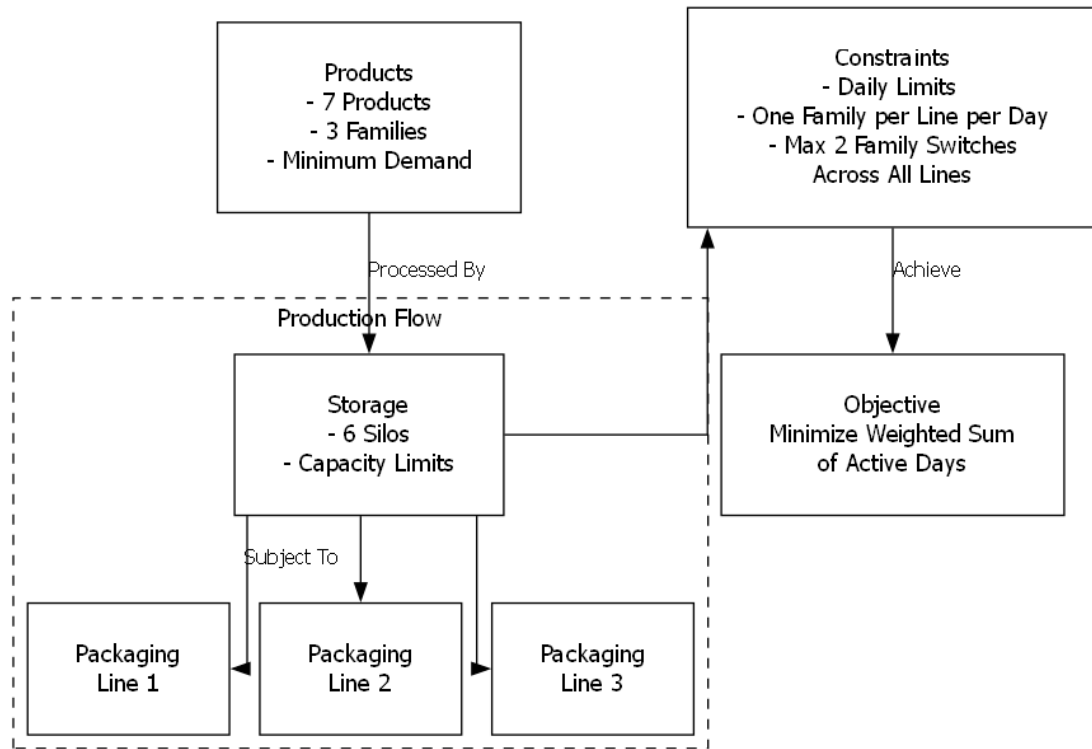 Products
- 7 Products
- 3 Families
- Minimum Demand
Constraints
- Daily Limits
- One Family per Line per Day
- Max 2 Family Switches
Across All Lines
Processed By
Achieve
Production Flow
Storage
- 6 Silos
- Capacity Limits
Objective
Minimize Weighted Sum
of Active Days
Subject To
Packaging
Line 1
Packaging
Line 2
Packaging
Line 3